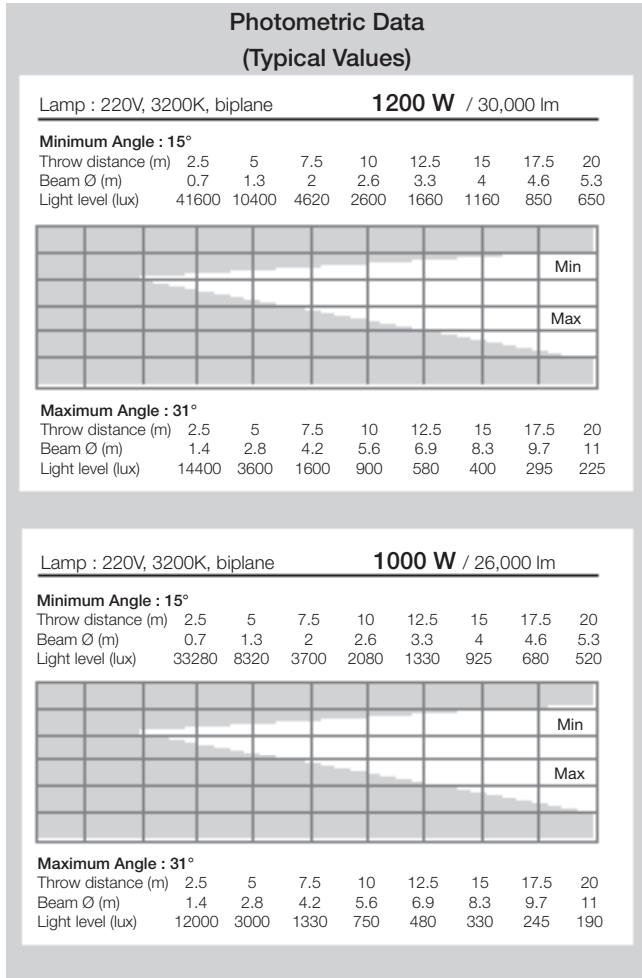 Photometric Data
(Typical Values)
Lamp : 220V, 3200K, biplane 1200 W / 30,000 lm
Minimum Angle : 15°
Throw distance (m) 2.5 5 7.5 10 12.5 15 17.5 20
Beam Ø (m) 0.7 1.3 2 2.6 3.3 4 4.6 5.3
Light level (lux) 41600 10400 4620 2600 1660 1160 850 650
Min
Max
Maximum Angle : 31°
Throw distance (m) 2.5 5 7.5 10 12.5 15 17.5 20
Beam Ø (m) 1.4 2.8 4.2 5.6 6.9 8.3 9.7 11
Light level (lux) 14400 3600 1600 900 580 400 295 225
Lamp : 220V, 3200K, biplane 1000 W / 26,000 lm
Minimum Angle : 15°
Throw distance (m) 2.5 5 7.5 10 12.5 15 17.5 20
Beam Ø (m) 0.7 1.3 2 2.6 3.3 4 4.6 5.3
Light level (lux) 33280 8320 3700 2080 1330 925 680 520
Min
Max
Maximum Angle : 31°
Throw distance (m) 2.5 5 7.5 10 12.5 15 17.5 20
Beam Ø (m) 1.4 2.8 4.2 5.6 6.9 8.3 9.7 11
Light level (lux) 12000 3000 1330 750 480 330 245 190